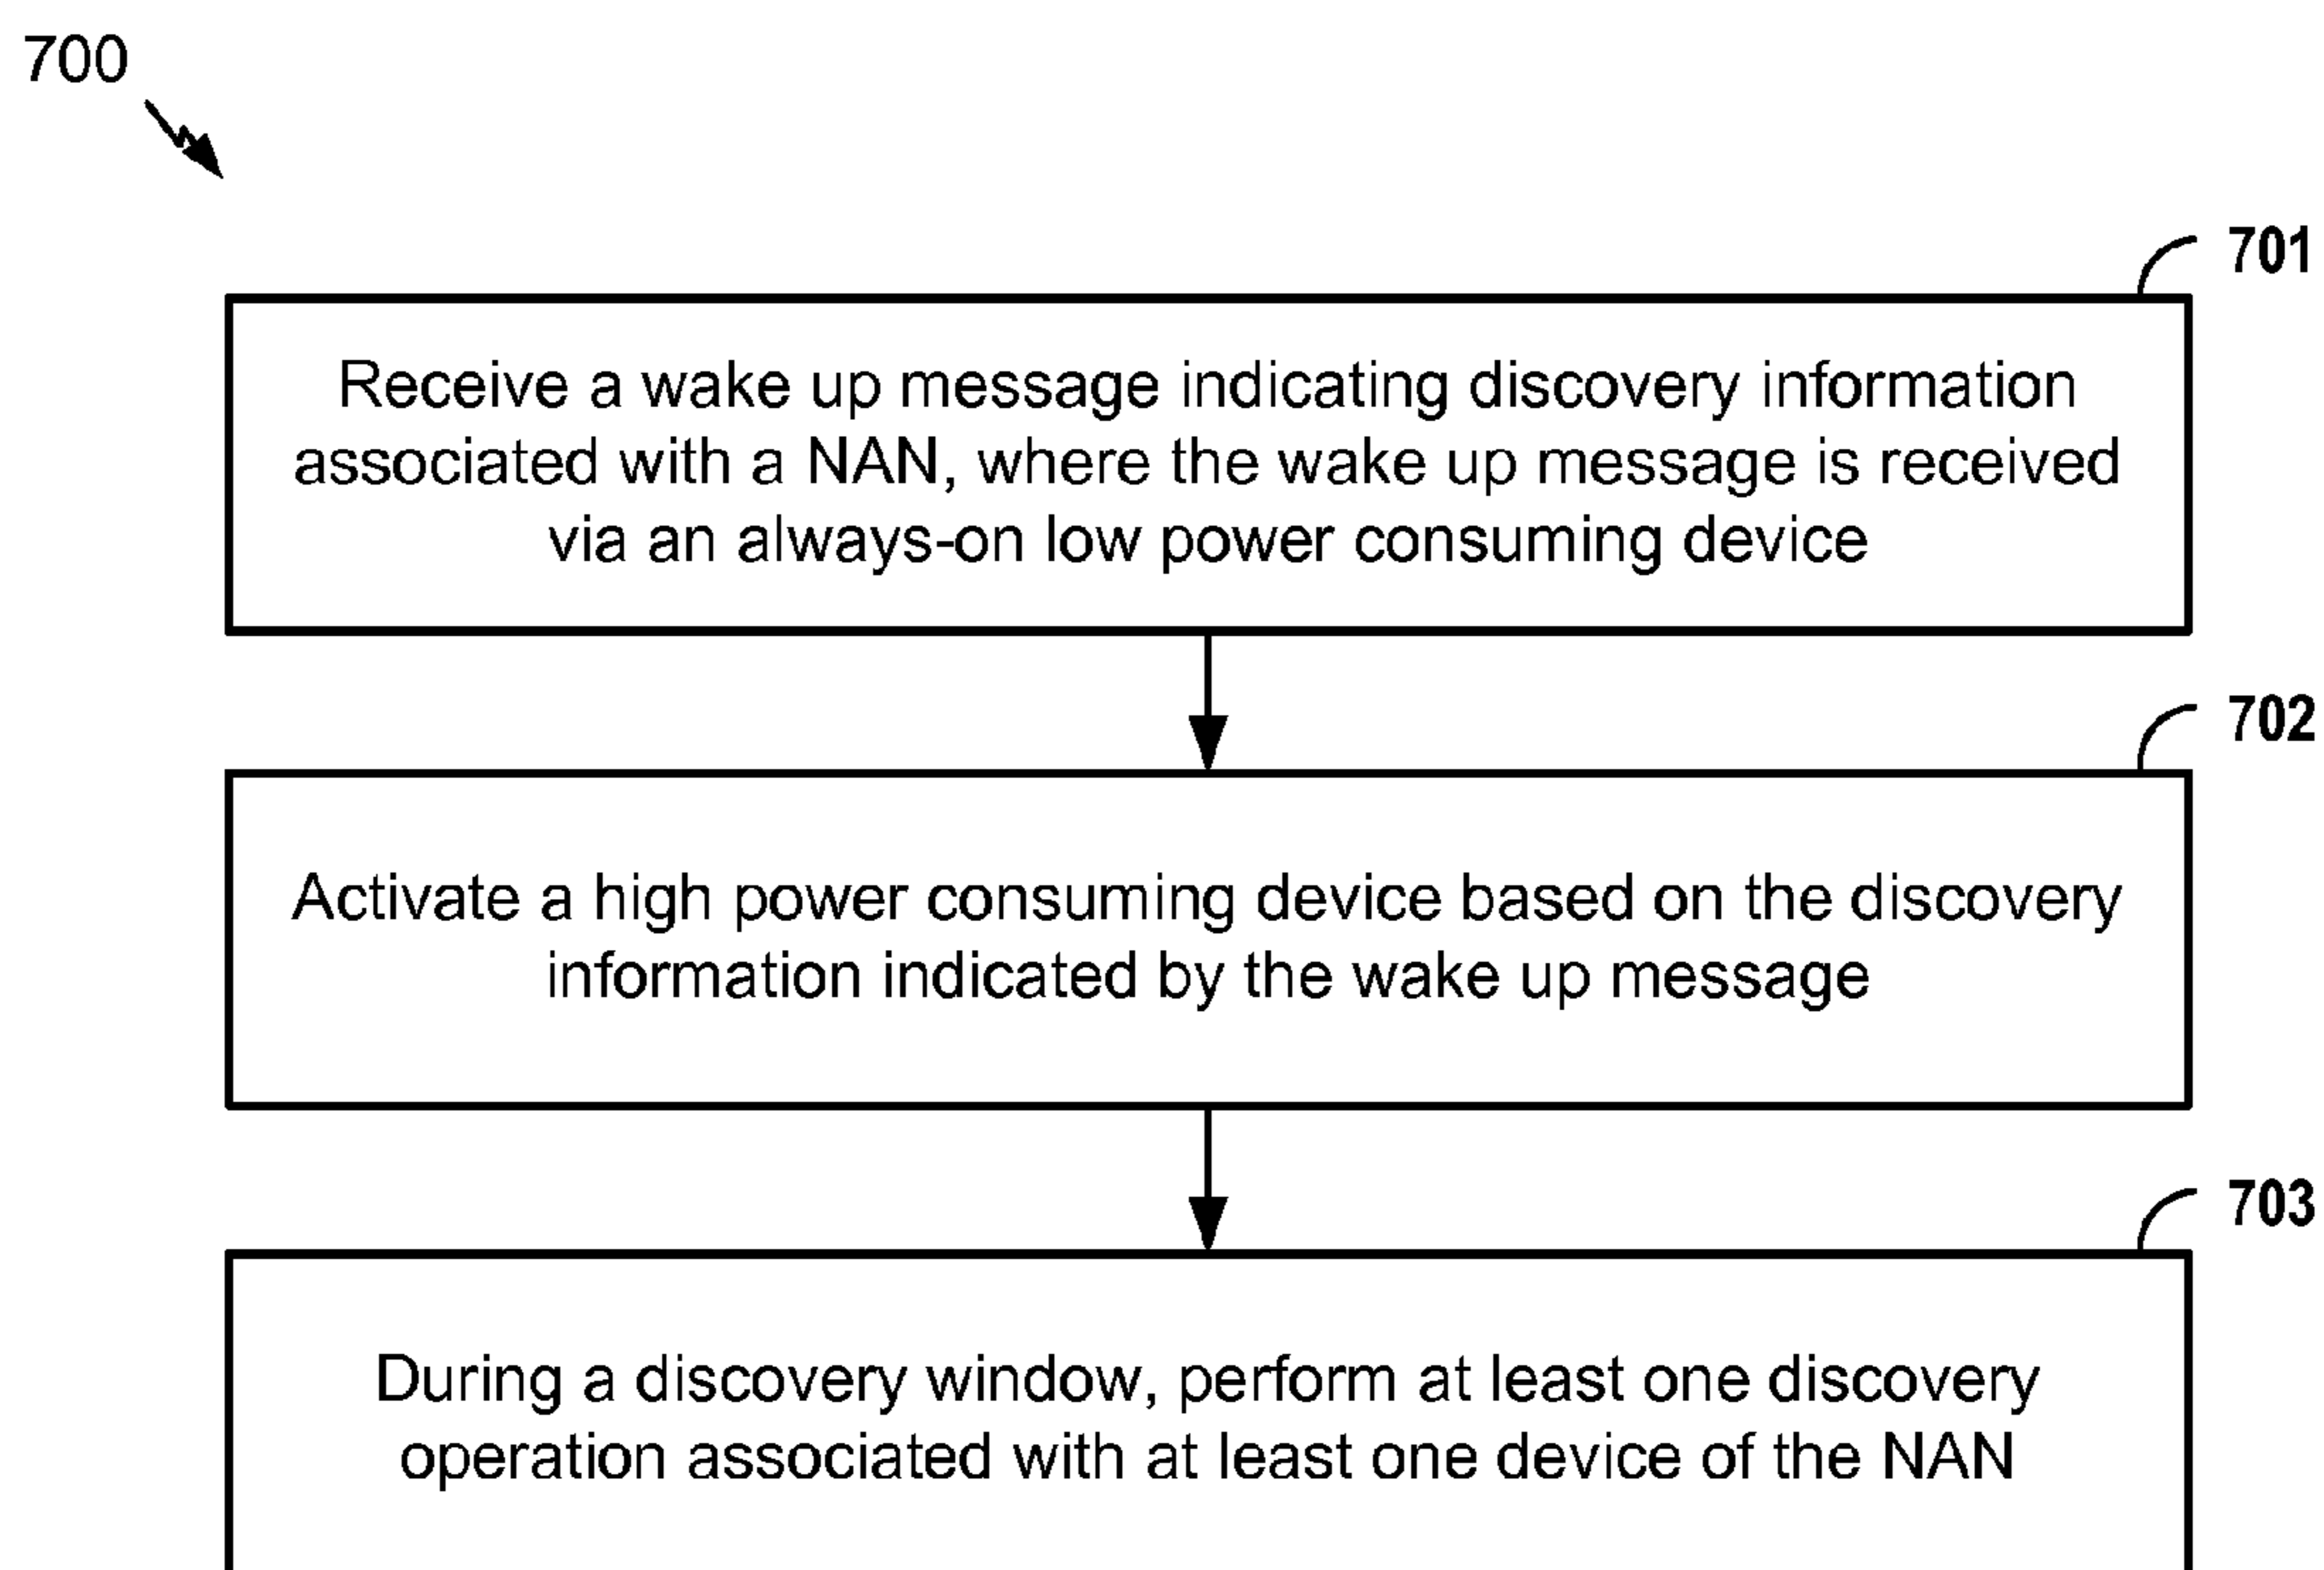 700
701
Receive a wake up message indicating discovery information
associated with a NAN, where the wake up message is received
via an always-on low power consuming device
702
Activate a high power consuming device based on the discovery
information indicated by the wake up message
703
During a discovery window, perform at least one discovery
operation associated with at least one device of the NAN